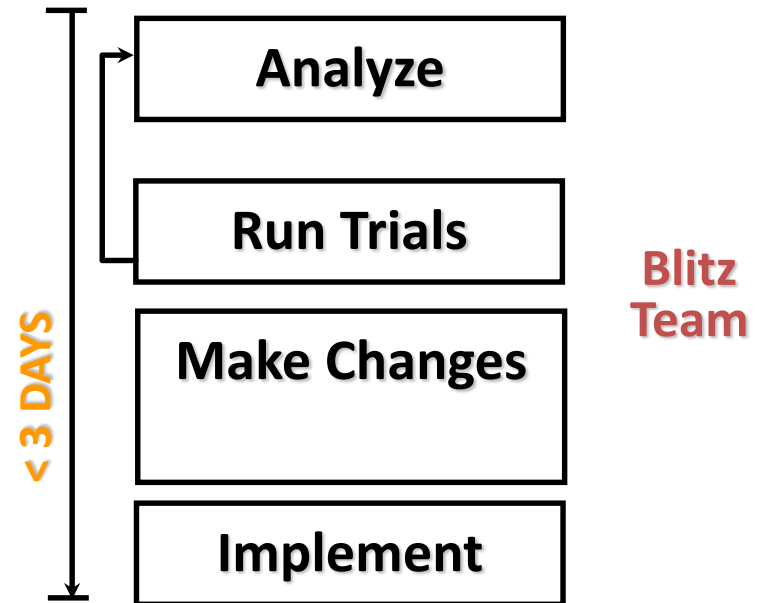 Analyze
Run Trials
Blitz
Team
Make Changes
< 3 DAYS
Implement